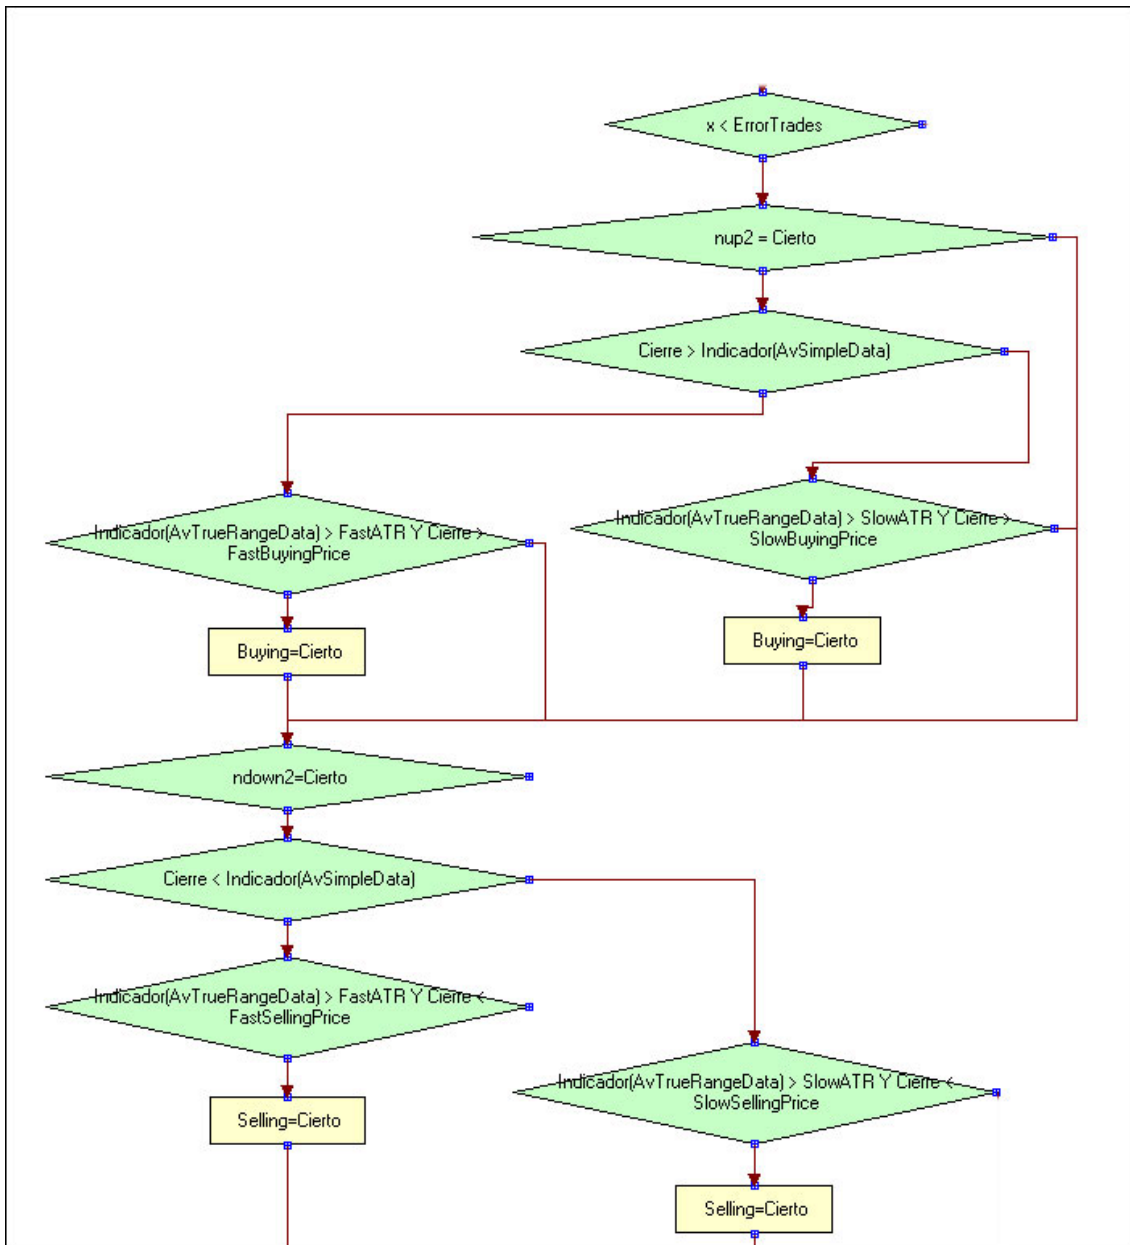 x < ErrorTrades
nup2 = Cierto
Cierre > Indicador(AvSimpleData)
Indicador(AvTrueRangeData) > FastATR Y Cierre >
FastBuyingPrice
Indicador(AvTrueRangeData) > SlowATR Y Cierre >
SlowBuyingPrice
Buying=Cierto
Buying=Cierto
ndown2=Cierto
Cierre < Indicador(AvSimpleData)
Indicador(AvTrueRangeData) > FastATR Y Cierre <
FastSellingPrice
Indicador(AvTrueRangeData) > SlowATR Y Cierre <
SlowSellingPrice
Selling=Cierto
Selling=Cierto